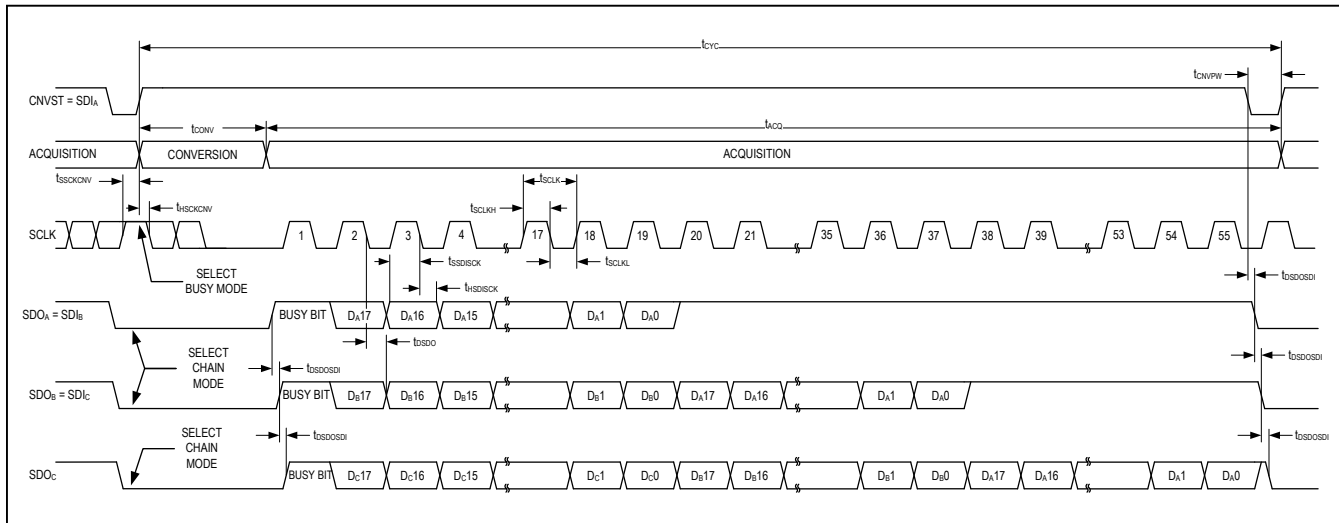 tCYC
tCNVPW
CNVST = SDIA
tCONV
tACQ
ACQUISITION
CONVERSION
ACQUISITION
tSSCKCNV
tHSCKCNV
tSCLK
tSCLKH
SCLK
1 2 3 4 17 18 19 20 21 35 36 37 38 39 53 54 55
tSSDISCK
tSCLKL
SELECT
BUSY MODE
tHSDISCK
tDSDOSDI
SDOA = SDIB
BUSY BIT DA17 DA16 DA15 DA1 DA0
SELECT
CHAIN
MODE
tDSDO
tDSDOSDI
tDSDOSDI
SDOB = SDIC
BUSY BIT DB17 DB16 DB15 DB1 DB0 DA17 DA16 DA1 DA0
SELECT
CHAIN
MODE
tDSDOSDI
tDSDOSDI
SDOC
BUSY BIT DC17 DC16 DC15 DC1 DC0 DB17 DB16 DB1 DB0 DA17 DA16 DA1 DA0